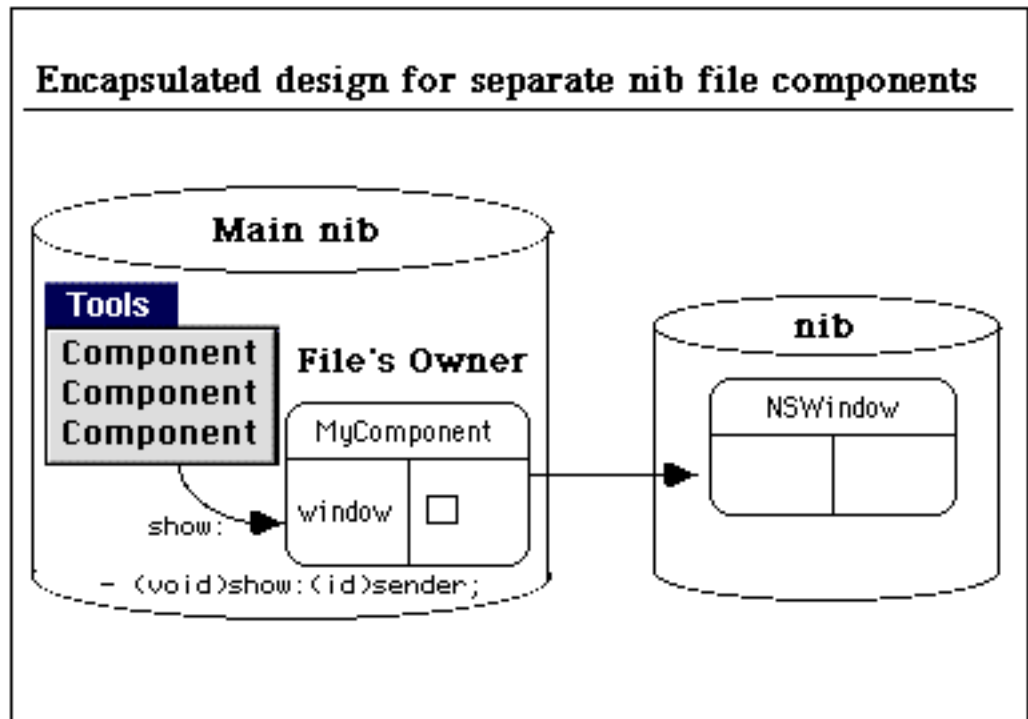 Encapsulated design for separate nib file components
Main nib
Tools
Component
Component
Component
File's Owner
MyComponent
window
show:
- (void)show:(id)sender;
nib
NSWindow